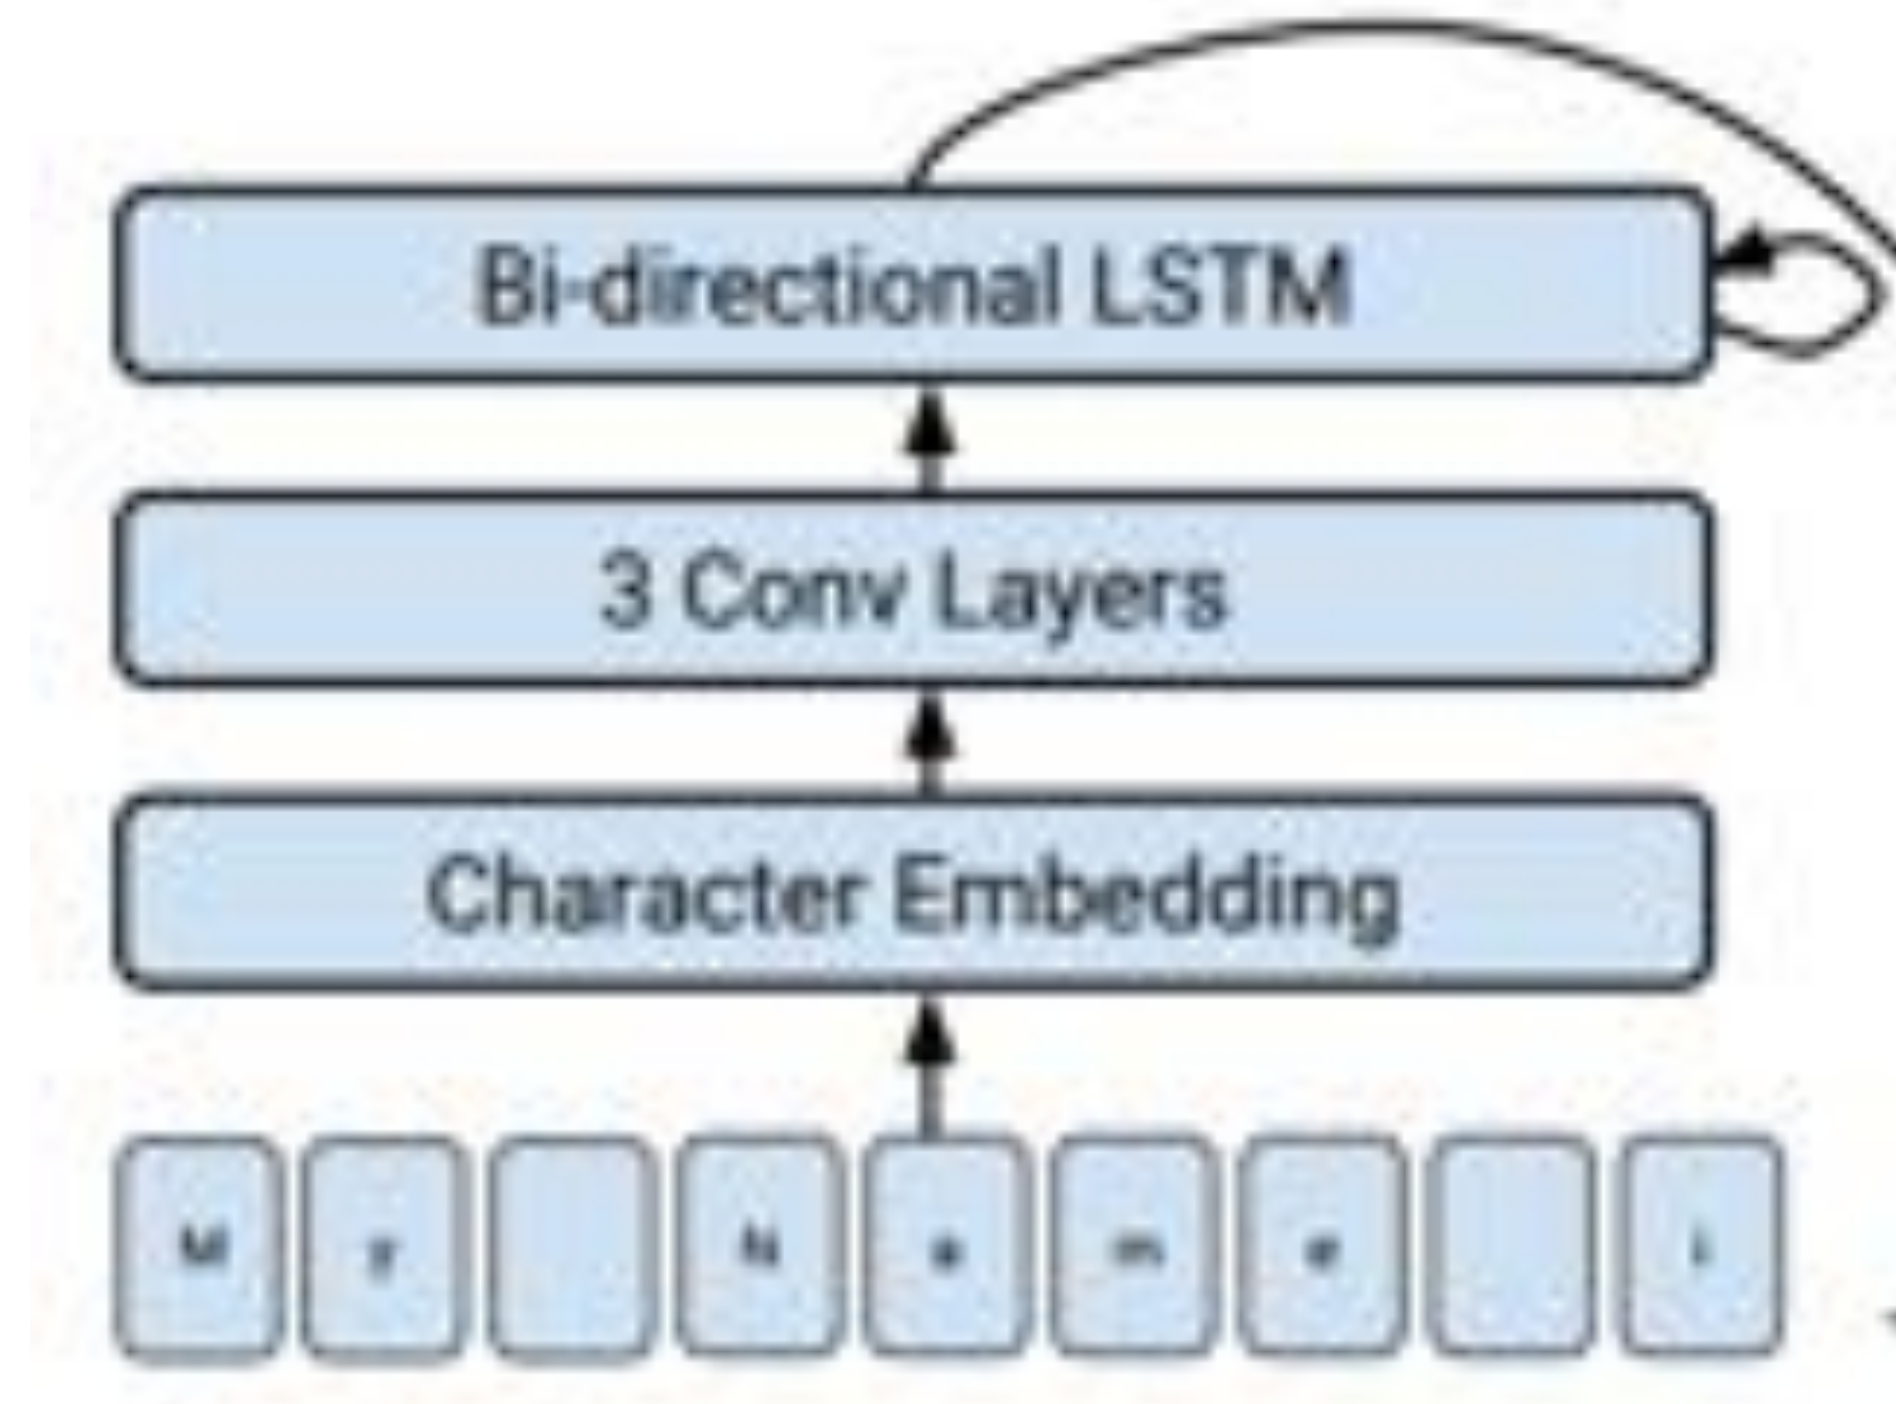 Bi-directional LSTM
3 Conv Layers
Character Embedding
M y N a m e i